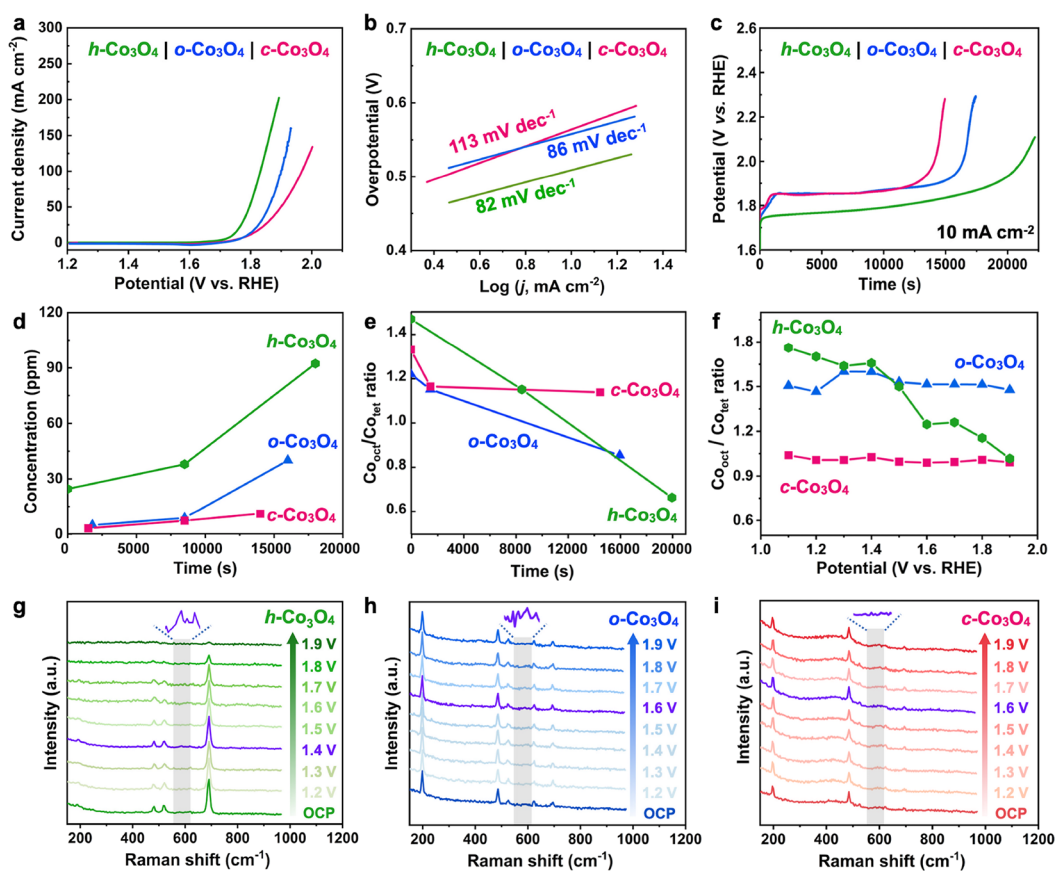 a
h-Co₃O₄ | o-Co₃O₄ | c-Co₃O₄
Current density (mA cm⁻²)
300
250
200
150
100
50
0
1.2 1.4 1.6 1.8 2.0
Potential (V vs. RHE)
b
h-Co₃O₄ | o-Co₃O₄ | c-Co₃O₄
Overpotential (V)
0.7
0.6
0.5
0.4
113 mV dec⁻¹
86 mV dec⁻¹
82 mV dec⁻¹
0.4 0.6 0.8 1.0 1.2 1.4
Log (j, mA cm⁻²)
c
h-Co₃O₄ | o-Co₃O₄ | c-Co₃O₄
Potential (V vs. RHE)
2.6
2.4
2.2
2.0
1.8
1.6
10 mA cm⁻²
0 5000 10000 15000 20000
Time (s)
d
h-Co₃O₄
o-Co₃O₄
c-Co₃O₄
Concentration (ppm)
120
90
60
30
0
0 5000 10000 15000 20000
Time (s)
e
c-Co₃O₄
o-Co₃O₄
h-Co₃O₄
Co_oct/Co_tet ratio
1.4
1.2
1.0
0.8
0.6
0 4000 8000 12000 16000 20000
Time (s)
f
h-Co₃O₄
o-Co₃O₄
c-Co₃O₄
Co_oct / Co_tet ratio
1.8
1.5
1.2
0.9
0.6
1.0 1.2 1.4 1.6 1.8 2.0
Potential (V vs. RHE)
g
h-Co₃O₄
Intensity (a.u.)
1.9 V
1.8 V
1.7 V
1.6 V
1.5 V
1.4 V
1.3 V
1.2 V
OCP
200 400 600 800 1000 1200
Raman shift (cm⁻¹)
h
o-Co₃O₄
Intensity (a.u.)
1.9 V
1.8 V
1.7 V
1.6 V
1.5 V
1.4 V
1.3 V
1.2 V
OCP
200 400 600 800 1000 1200
Raman shift (cm⁻¹)
i
c-Co₃O₄
Intensity (a.u.)
1.9 V
1.8 V
1.7 V
1.6 V
1.5 V
1.4 V
1.3 V
1.2 V
OCP
200 400 600 800 1000 1200
Raman shift (cm⁻¹)